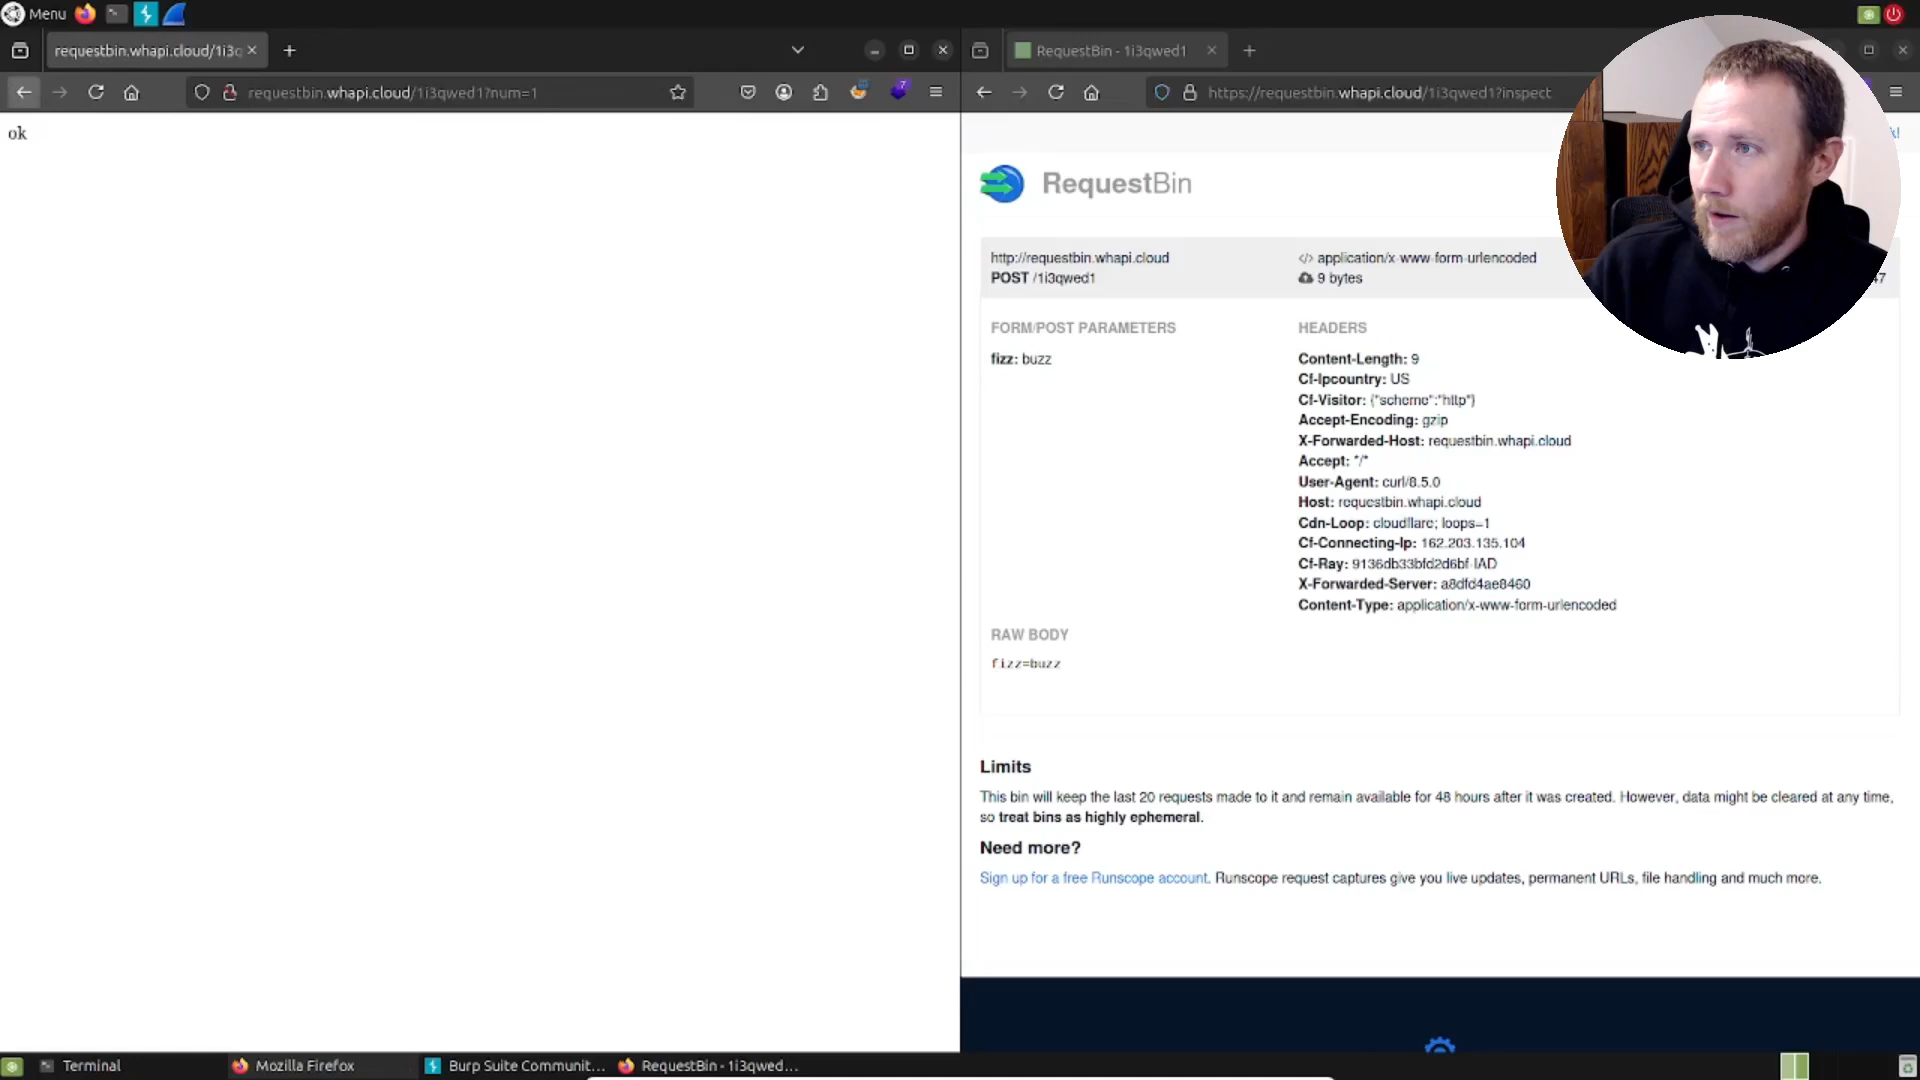 Menu
requestbin.whapi.cloud/1i3q
requestbin.whapi.cloud/1i3qwed1?num=1
7
ok
RequestBin - 1i3qwed1
https://requestbin.whapi.cloud/1i3qwed1?inspect
RequestBin
http://requestbin.whapi.cloud
POST /1i3qwed1
</> application/x-www-form-urlencoded
9 bytes
47
FORM/POST PARAMETERS
fizz: buzz
HEADERS
Content-Length: 9
Cf-Ipcountry: US
Cf-Visitor: {"scheme":"http"}
Accept-Encoding: gzip
X-Forwarded-Host: requestbin.whapi.cloud
Accept: */*
User-Agent: curl/8.5.0
Host: requestbin.whapi.cloud
Cdn-Loop: cloudflare; loops=1
Cf-Connecting-Ip: 162.203.135.104
Cf-Ray: 9136db33bfd2d6bf-IAD
X-Forwarded-Server: a8dfd4ae8460
Content-Type: application/x-www-form-urlencoded
RAW BODY
fizz=buzz
Limits
This bin will keep the last 20 requests made to it and remain available for 48 hours after it was created. However, data might be cleared at any time,
so treat bins as highly ephemeral.
Need more?
Sign up for a free Runscope account. Runscope request captures give you live updates, permanent URLs, file handling and much more.
Terminal
Mozilla Firefox
Burp Suite Communit...
RequestBin - 1i3qwed...